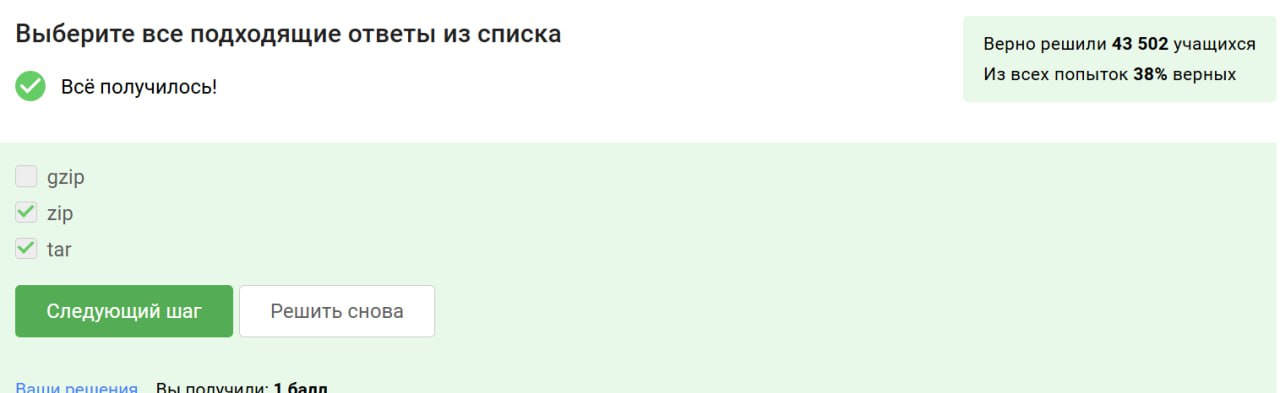 Выберите все подходящие ответы из списка
Всё получилось!
Верно решили 43 502 учащихся
Из всех попыток 38% верных
gzip
zip
tar
Следующий шаг
Решить снова
Ваши решения Вы получили: 1 балл